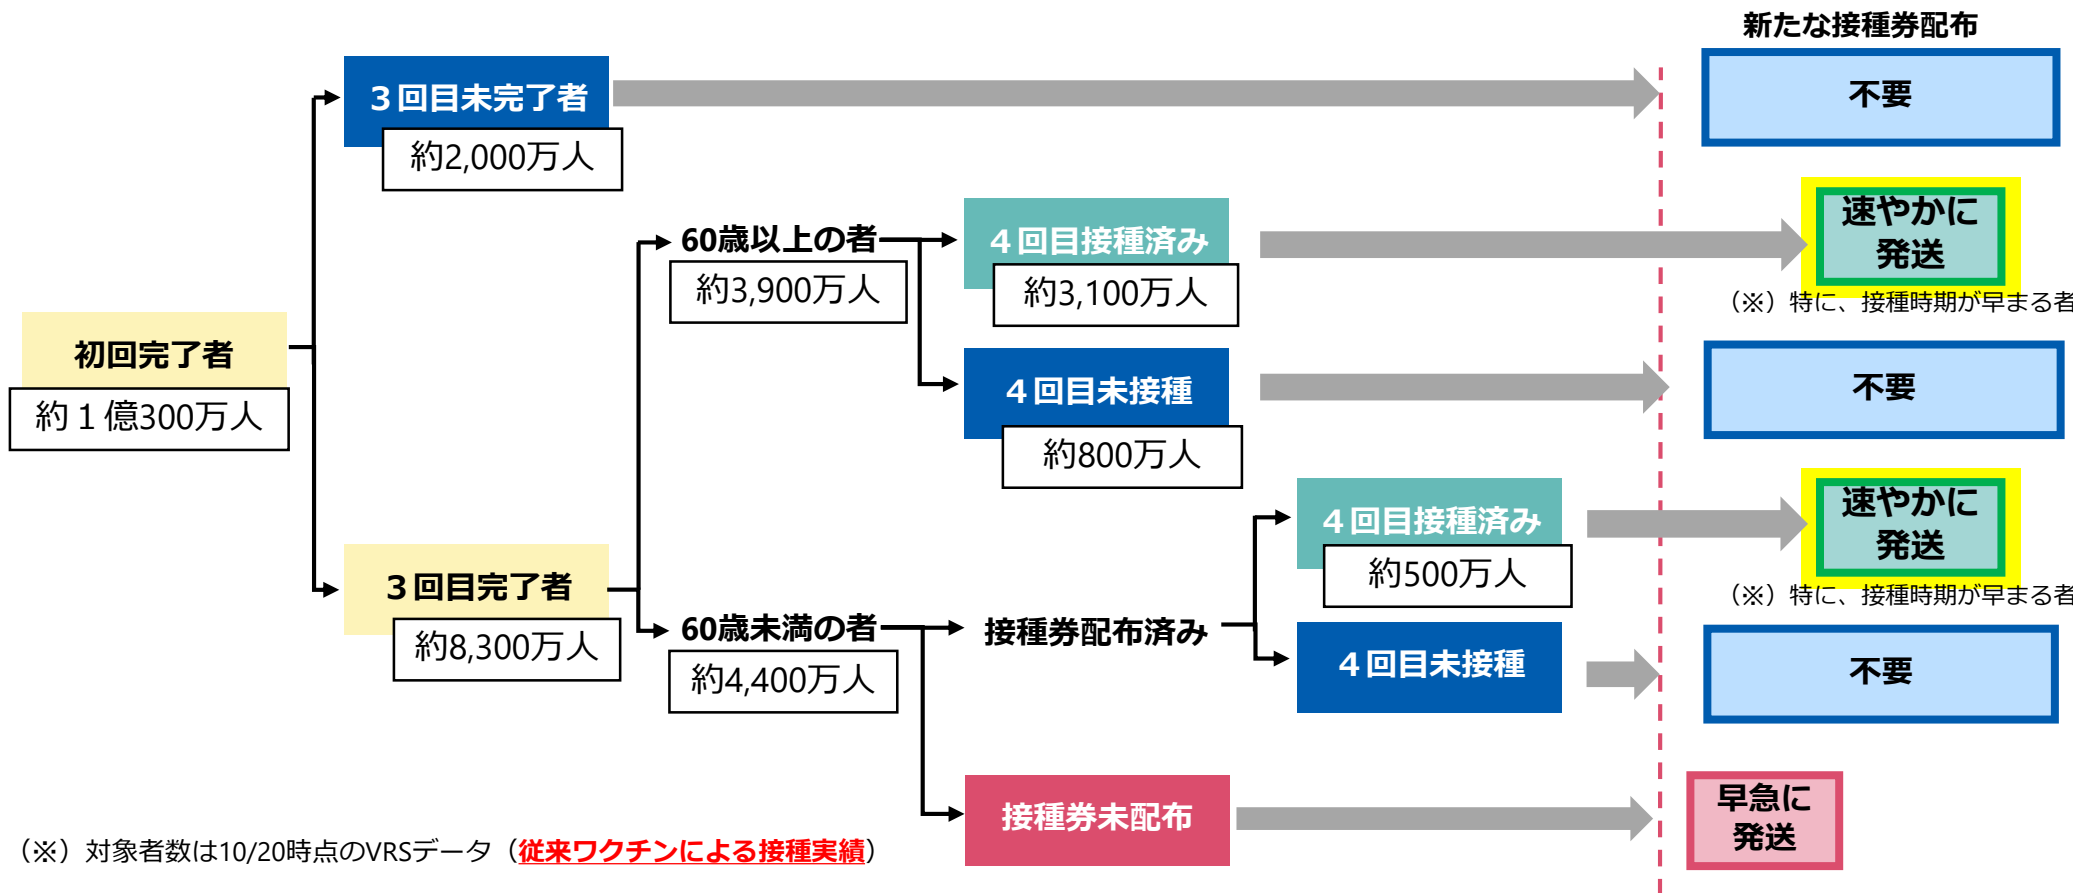 新たな接種券配布
３回目未完了者
約2,000万人
不要
60歳以上の者
約3,900万人
４回目接種済み
約3,100万人
速やかに
発送
（※）特に、接種時期が早まる者
初回完了者
約１億300万人
４回目未接種
約800万人
不要
４回目接種済み
約500万人
速やかに
発送
（※）特に、接種時期が早まる者
３回目完了者
約8,300万人
60歳未満の者
約4,400万人
接種券配布済み
４回目未接種
不要
接種券未配布
早急に
発送
（※）対象者数は10/20時点のVRSデータ（従来ワクチンによる接種実績）